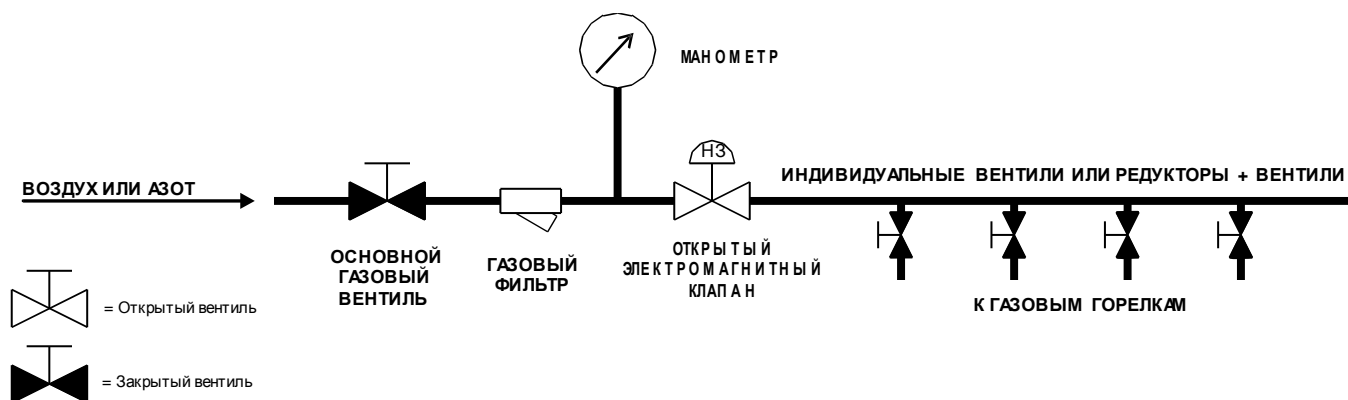 МАНОМЕТР
НЗ
ВОЗДУХ ИЛИ АЗОТ
ИНДИВИДУАЛЬНЫЕ ВЕНТИЛИ ИЛИ РЕДУКТОРЫ + ВЕНТИЛИ
ОСНОВНОЙ
ГАЗОВЫЙ
ВЕНТИЛЬ
ГАЗОВЫЙ
ФИЛЬТР
ОТКРЫТЫЙ
ЭЛЕКТРОМАГНИТНЫЙ
КЛАПАН
К ГАЗОВЫМ ГОРЕЛКАМ
= Открытый вентиль
= Закрытый вентиль